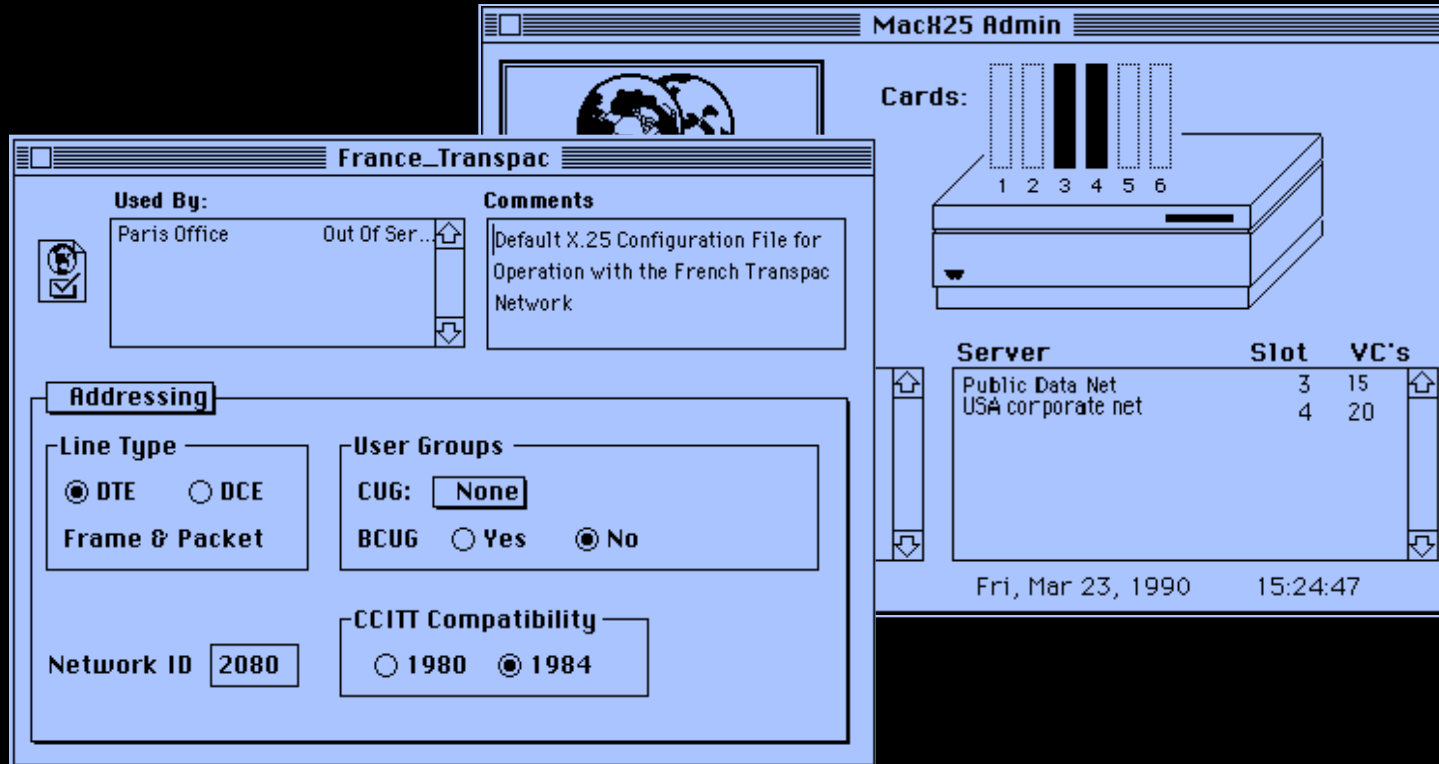 MacX25 Admin
Cards:
1 2 3 4 5 6
France_Transpac
Used By:
Comments
Paris Office Out Of Ser...
Default X.25 Configuration File for
Operation with the French Transpac
Network
Server Slot VC's
Public Data Net 3 15
USA corporate net 4 20
Addressing
Line Type
DTE DCE
Frame & Packet
User Groups
CUG: None
BCUG Yes No
Fri, Mar 23, 1990 15:24:47
Network ID 2080
CCITT Compatibility
1980 1984